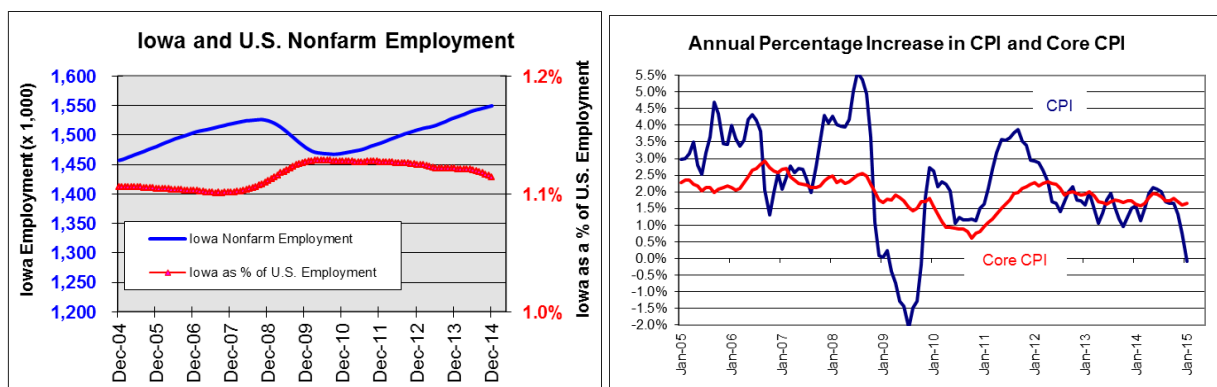 Iowa and U.S. Nonfarm Employment
Iowa Employment (x 1,000)
1,600
1,550
1,500
1,450
1,400
1,350
1,300
1,250
1,200
Iowa Nonfarm Employment
Iowa as % of U.S. Employment
1.2%
1.1%
1.0%
Iowa as a % of U.S. Employment
Dec-04
Dec-05
Dec-06
Dec-07
Dec-08
Dec-09
Dec-10
Dec-11
Dec-12
Dec-13
Dec-14
Annual Percentage Increase in CPI and Core CPI
5.5%
5.0%
4.5%
4.0%
3.5%
3.0%
2.5%
2.0%
1.5%
1.0%
0.5%
0.0%
-0.5%
-1.0%
-1.5%
-2.0%
CPI
Core CPI
Jan-05
Jan-06
Jan-07
Jan-08
Jan-09
Jan-10
Jan-11
Jan-12
Jan-13
Jan-14
Jan-15